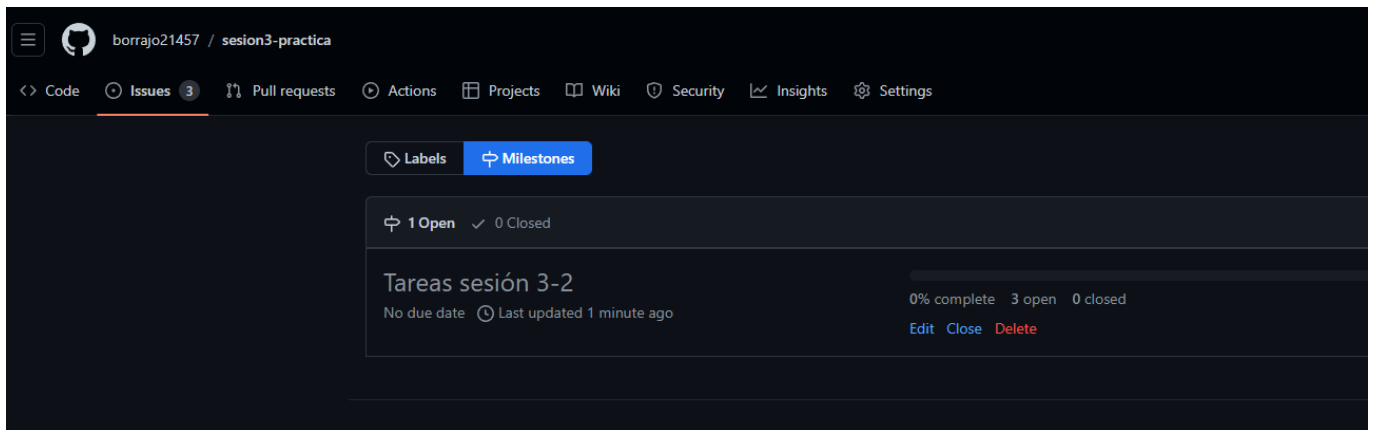 borrajo21457 / sesion3-practica
Code Issues 3 Pull requests Actions Projects Wiki Security Insights Settings
Labels Milestones
1 Open 0 Closed
Tareas sesión 3-2
No due date Last updated 1 minute ago
0% complete 3 open 0 closed
Edit Close Delete